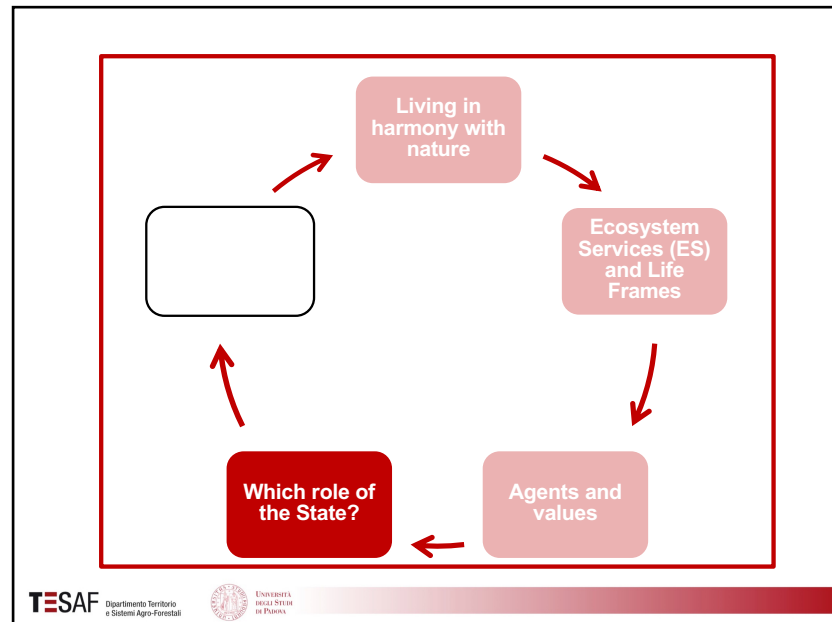 Living in
harmony with
nature
Ecosystem
Services (ES)
and Life
Frames
Which role of
the State?
Agents and
values
TESAF
Dipartimento Territorio
e Sistemi Agro-Forestali
UNIVERSITÀ
DEGLI STUDI
DI PADOVA